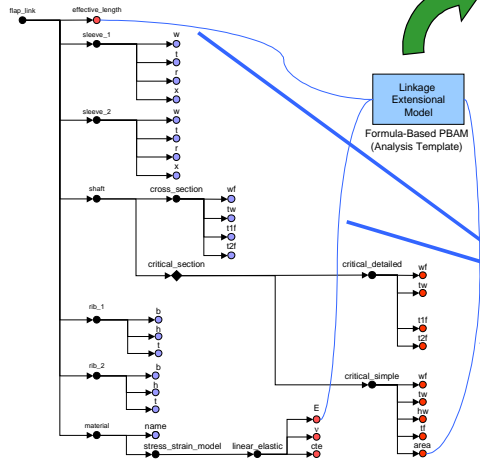 flap_link
effective_length
sleeve_1
w
t
r
x
sleeve_2
w
t
r
x
shaft
cross_section
wf
tw
t1f
t2f
critical_section
critical_detailed
wf
tw
t1f
t2f
rib_1
b
h
t
rib_2
b
h
t
critical_simple
wf
tw
hw
tf
area
material
name
stress_strain_model
linear_elastic
E
ν
cte
Linkage
Extensional
Model
Formula-Based PBAM
(Analysis Template)